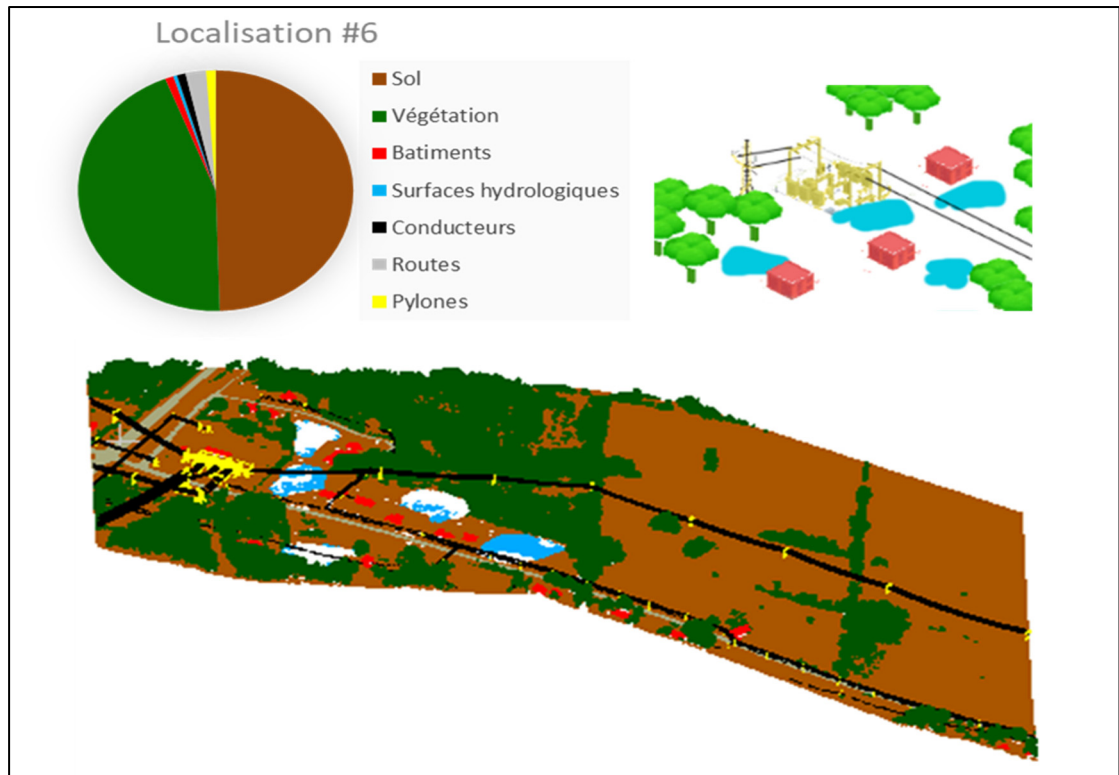 Localisation #6
Sol
Végétation
Batiments
Surfaces hydrologiques
Conducteurs
Routes
Pylones